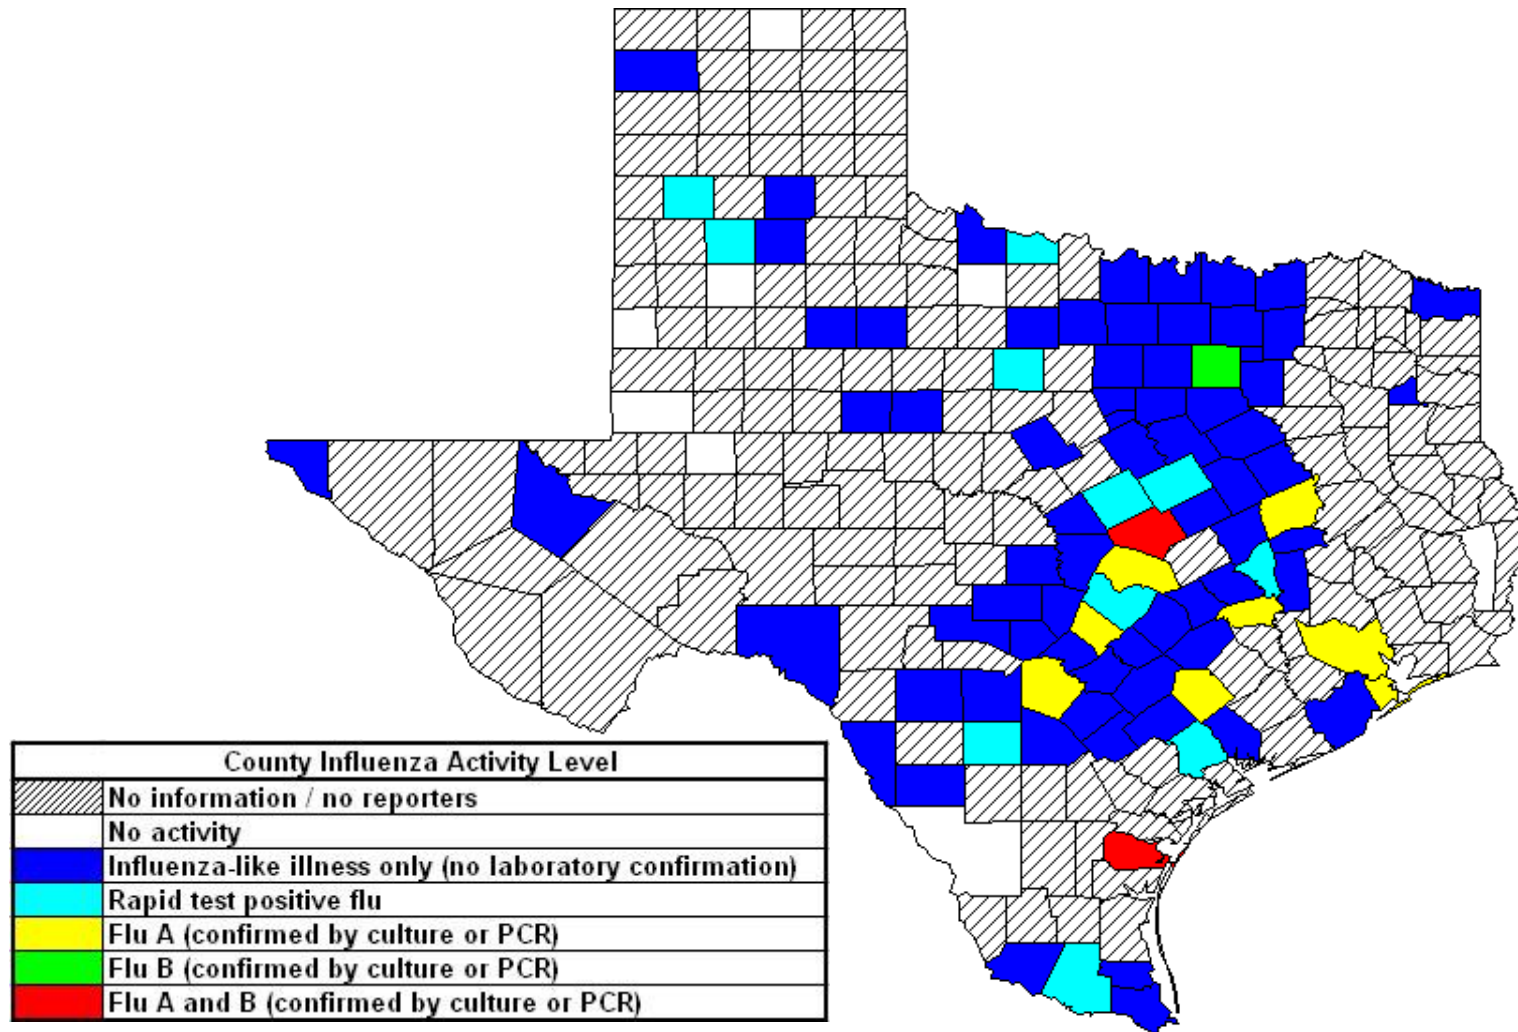 County Influenza Activity Level
No information / no reporters
No activity
Influenza-like illness only (no laboratory confirmation)
Rapid test positive flu
Flu A (confirmed by culture or PCR)
Flu B (confirmed by culture or PCR)
Flu A and B (confirmed by culture or PCR)